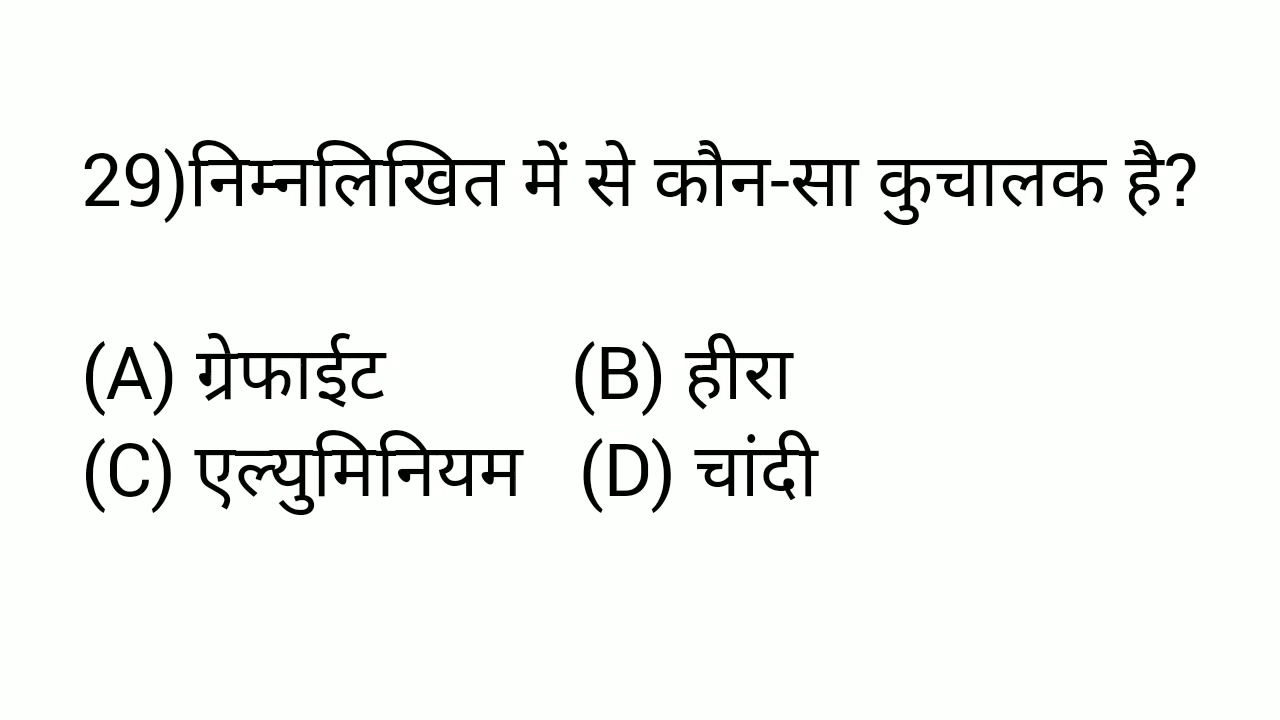 29)निम्नलिखित में से कौन-सा कुचालक है?
(A) ग्रेफाईट (B) हीरा
(C) एल्युमिनियम (D) चांदी